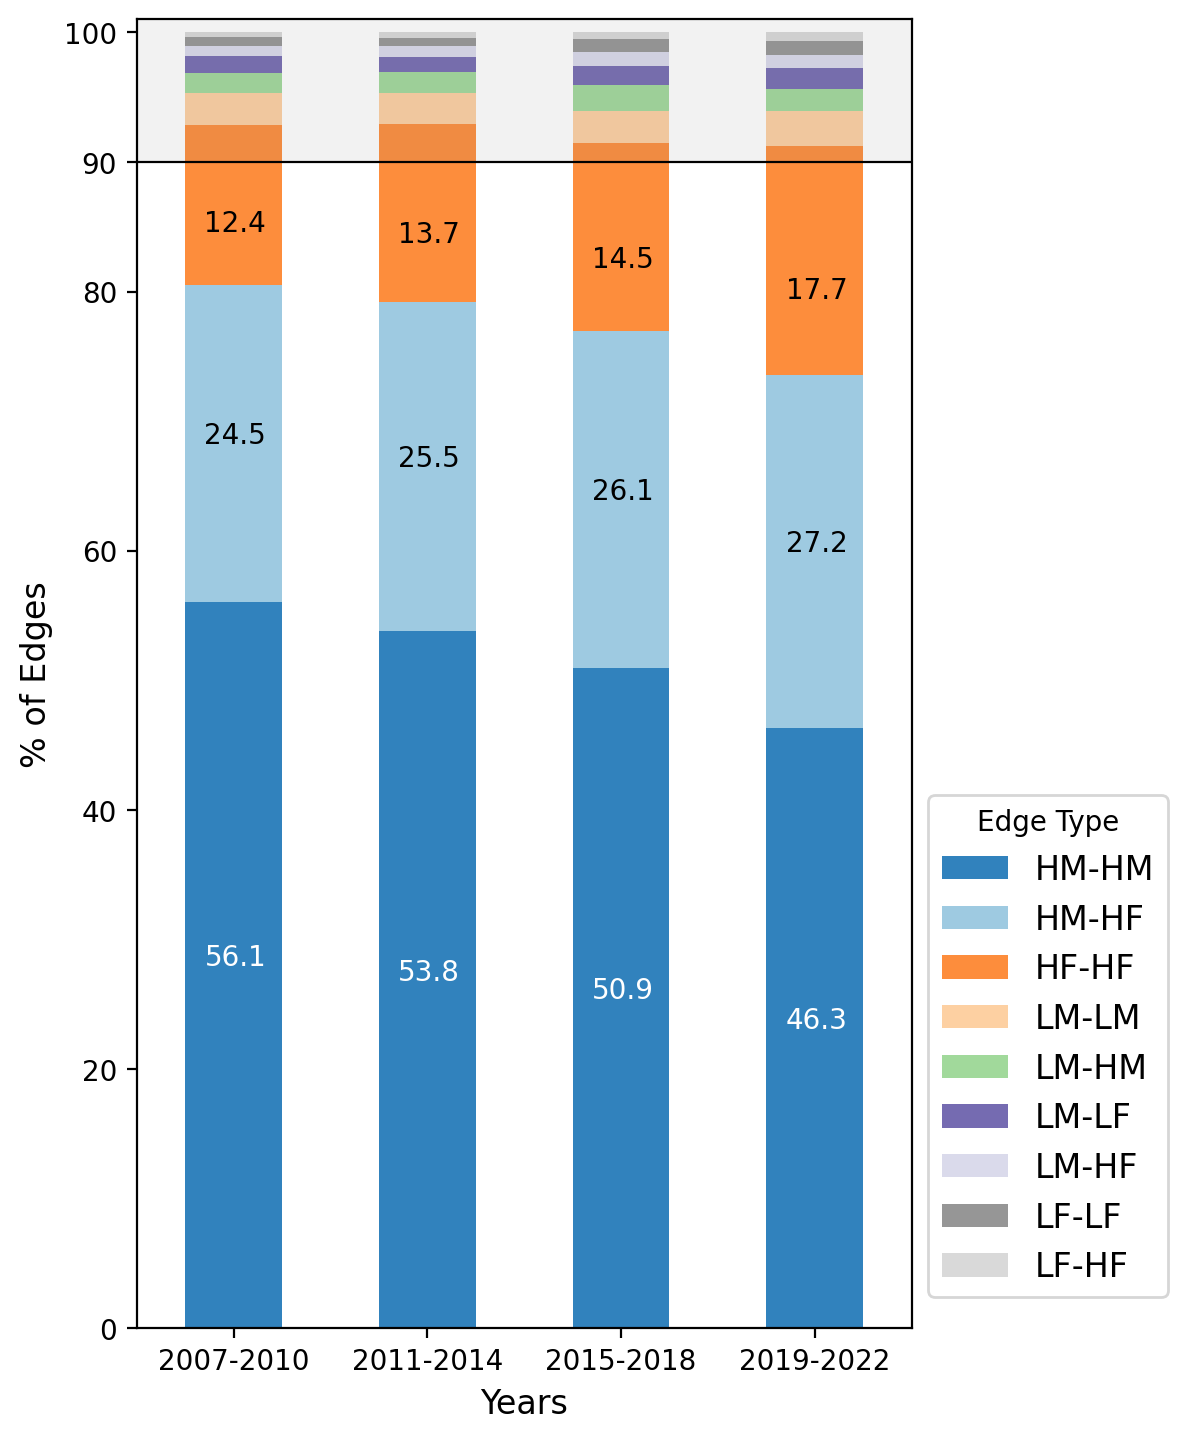 100
90
80
60
40
20
0
% of Edges
12.4
13.7
14.5
17.7
24.5
25.5
26.1
27.2
56.1
53.8
50.9
46.3
2007-2010
2011-2014
2015-2018
2019-2022
Years
Edge Type
HM-HM
HM-HF
HF-HF
LM-LM
LM-HM
LM-LF
LM-HF
LF-LF
LF-HF